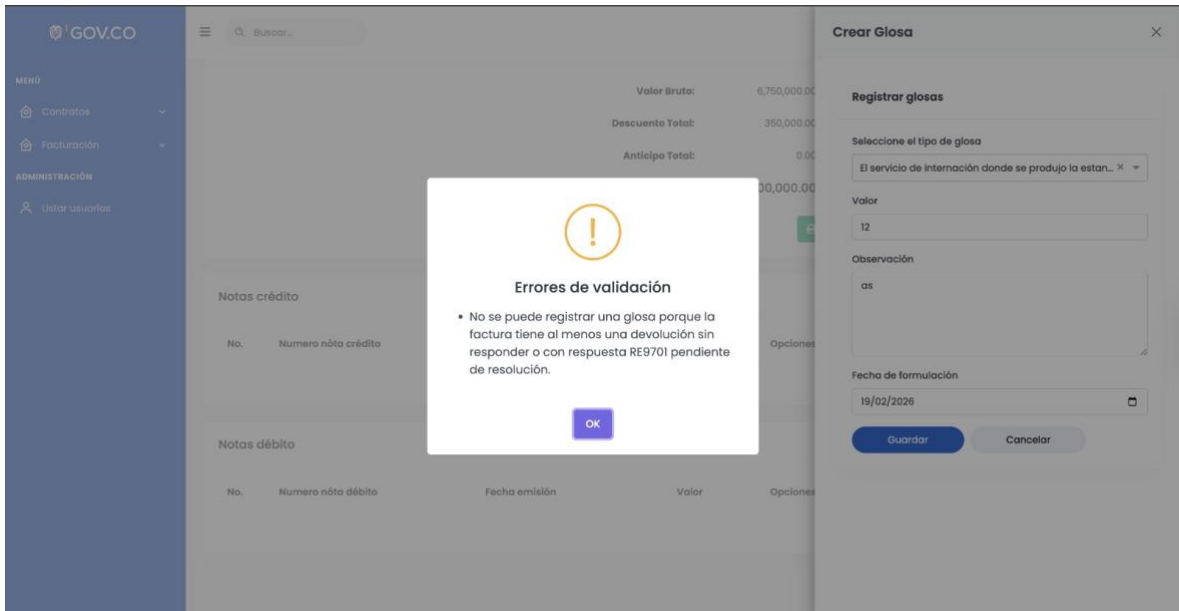 GOV.CO
Buscar...
MENÚ
Contratos
Facturación
ADMINISTRACIÓN
Listar usuarios
Valor Bruto: 6,750,000.00
Descuento Total: 350,000.00
Anticipo Total: 0.00
00,000.00
Notas crédito
No. Numero nóta crédito Opciones
Notas débito
No. Numero nóta débito Fecha emisión Valor Opciones
Errores de validación
• No se puede registrar una glosa porque la
factura tiene al menos una devolución sin
responder o con respuesta RE9701 pendiente
de resolución.
OK
Crear Glosa
Registrar glosas
Seleccione el tipo de glosa
El servicio de internación donde se produjo la estan...
Valor
12
Observación
as
Fecha de formulación
19/02/2026
Guardar Cancelar